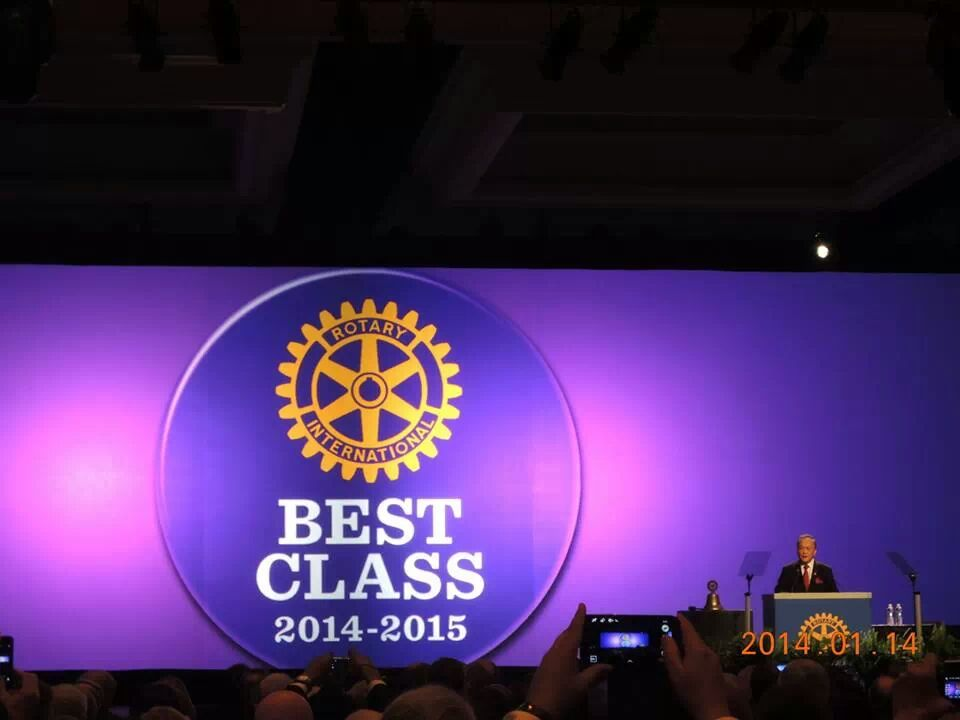 ROTARY
INTERNATIONAL
BEST
CLASS
2014-2015
2014.01.14